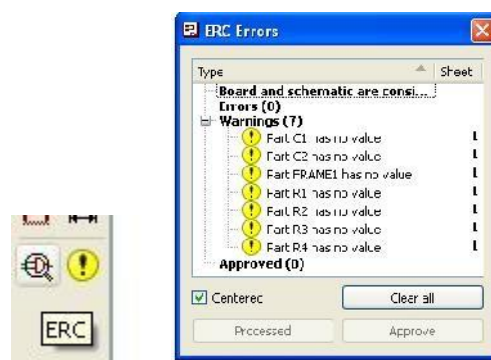 ERC Errors
Type Sheet
Board and schematic are consi...
Errors (0)
Warnings (7)
Part C1 has no value
Part C2 has no value
Part FRAME1 has no value
Part R1 has no value
Part R2 has no value
Part R3 has no value
Part R4 has no value
Approved (0)
Centered Clear all
Processed Approve
ERC